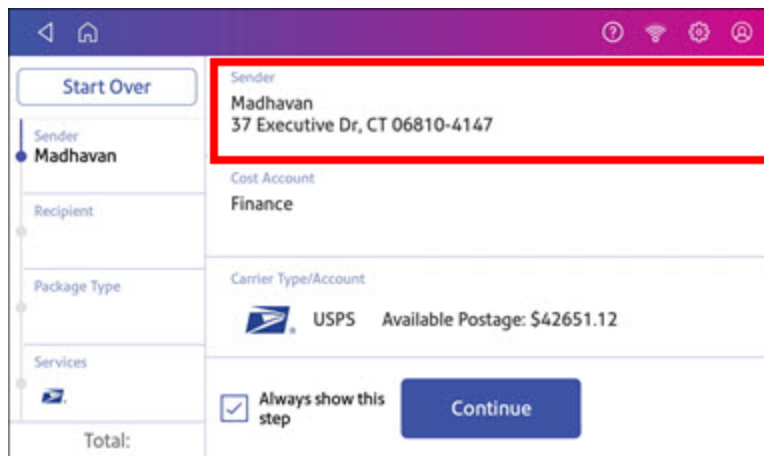 Start Over
Sender
Madhavan
Recipient
Package Type
Services
Total:
Sender
Madhavan
37 Executive Dr, CT 06810-4147
Cost Account
Finance
Carrier Type/Account
USPS Available Postage: $42651.12
Always show this
step
Continue